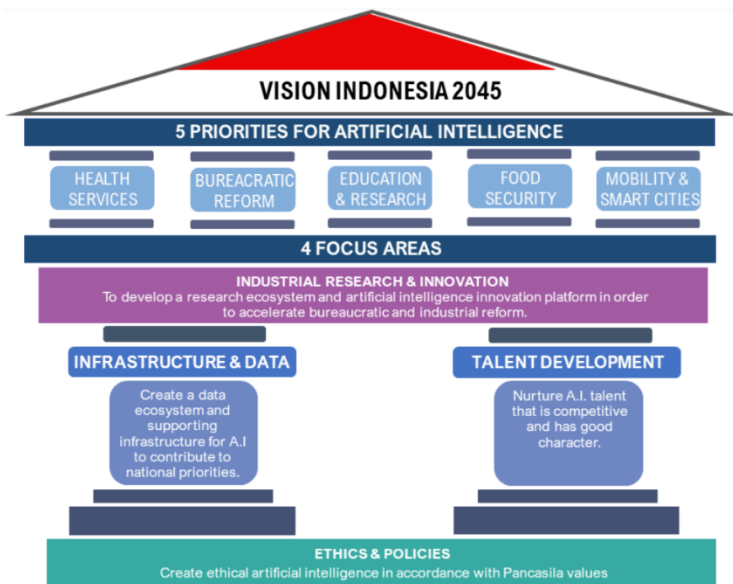 VISION INDONESIA 2045
5 PRIORITIES FOR ARTIFICIAL INTELLIGENCE
HEALTH
SERVICES
BUREACRATIC
REFORM
EDUCATION
& RESEARCH
FOOD
SECURITY
MOBILITY &
SMART CITIES
4 FOCUS AREAS
INDUSTRIAL RESEARCH & INNOVATION
To develop a research ecosystem and artificial intelligence innovation platform in order
to accelerate bureaucratic and industrial reform.
INFRASTRUCTURE & DATA
Create a data
ecosystem and
supporting
infrastructure for A.I
to contribute to
national priorities.
TALENT DEVELOPMENT
Nurture A.I. talent
that is competitive
and has good
character.
ETHICS & POLICIES
Create ethical artificial intelligence in accordance with Pancasila values